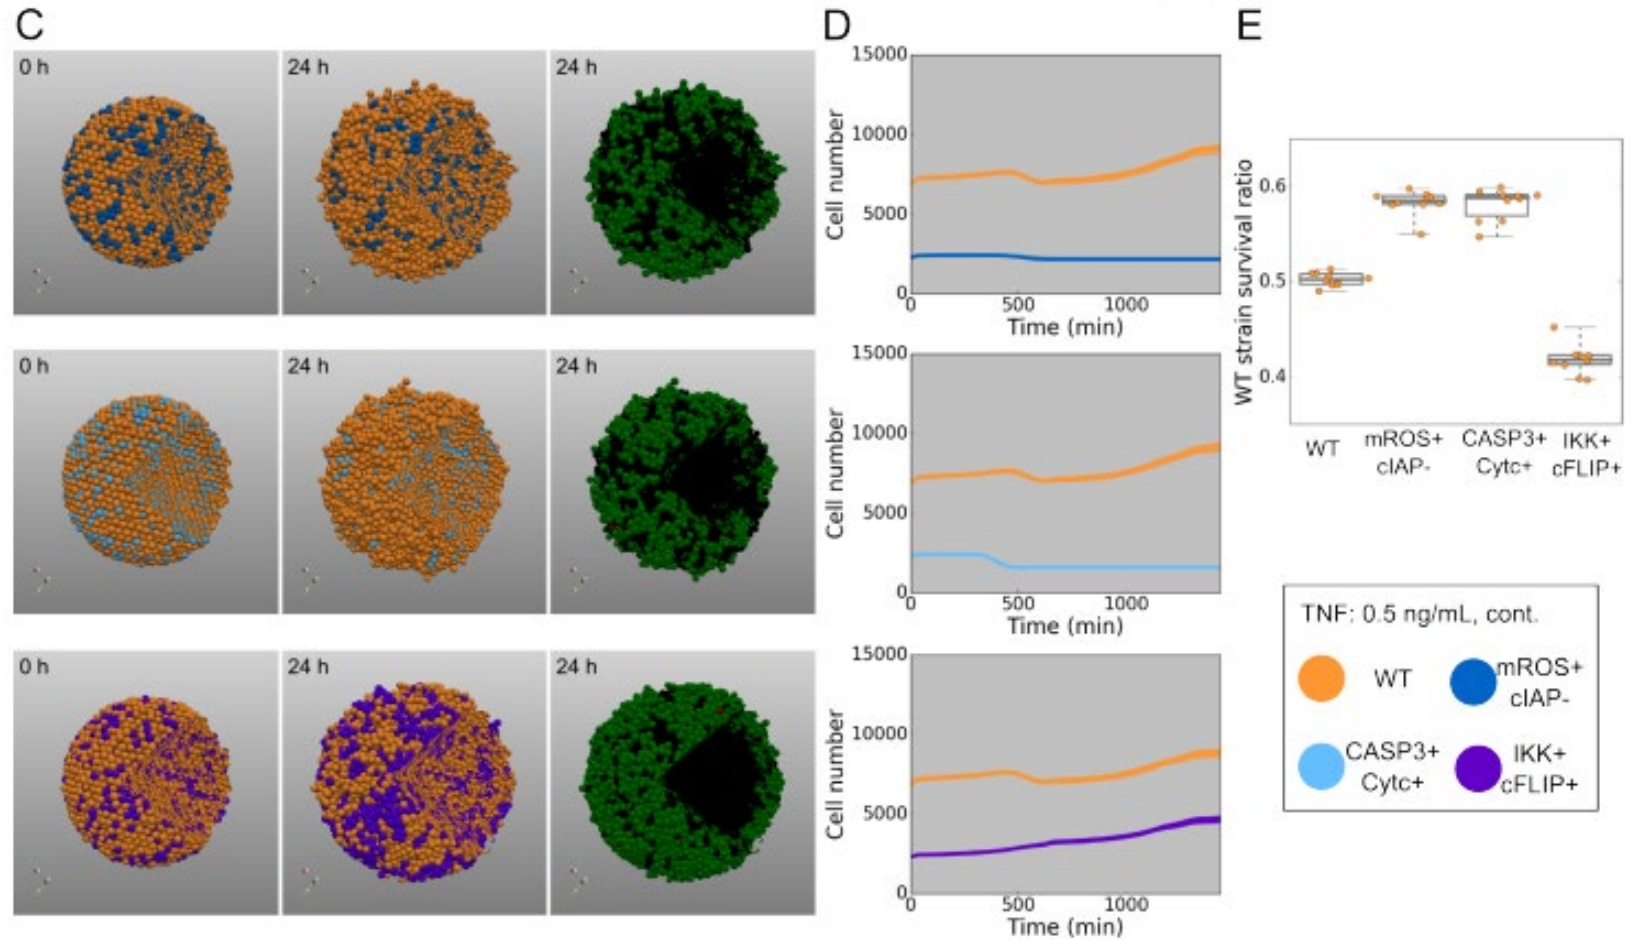 C
D
E
0 h
24 h
24 h
15000
10000
5000
0
Cell number
500
1000
Time (min)
0.6
0.5
0.4
WT strain survival ratio
WT
mROS+
cIAP-
CASP3+
Cytc+
IKK+
cFLIP+
0 h
24 h
24 h
15000
10000
5000
0
Cell number
0
500
1000
Time (min)
0 h
24 h
24 h
15000
10000
5000
0
Cell number
0
500
1000
Time (min)
TNF: 0.5 ng/mL, cont.
WT
mROS+
cIAP-
CASP3+
Cytc+
IKK+
cFLIP+